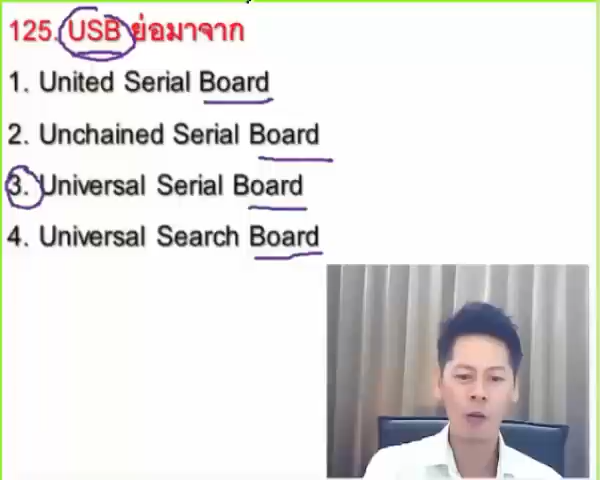 125. USB ย่อมาจาก
1. United Serial Board
2. Unchained Serial Board
3. Universal Serial Board
4. Universal Search Board